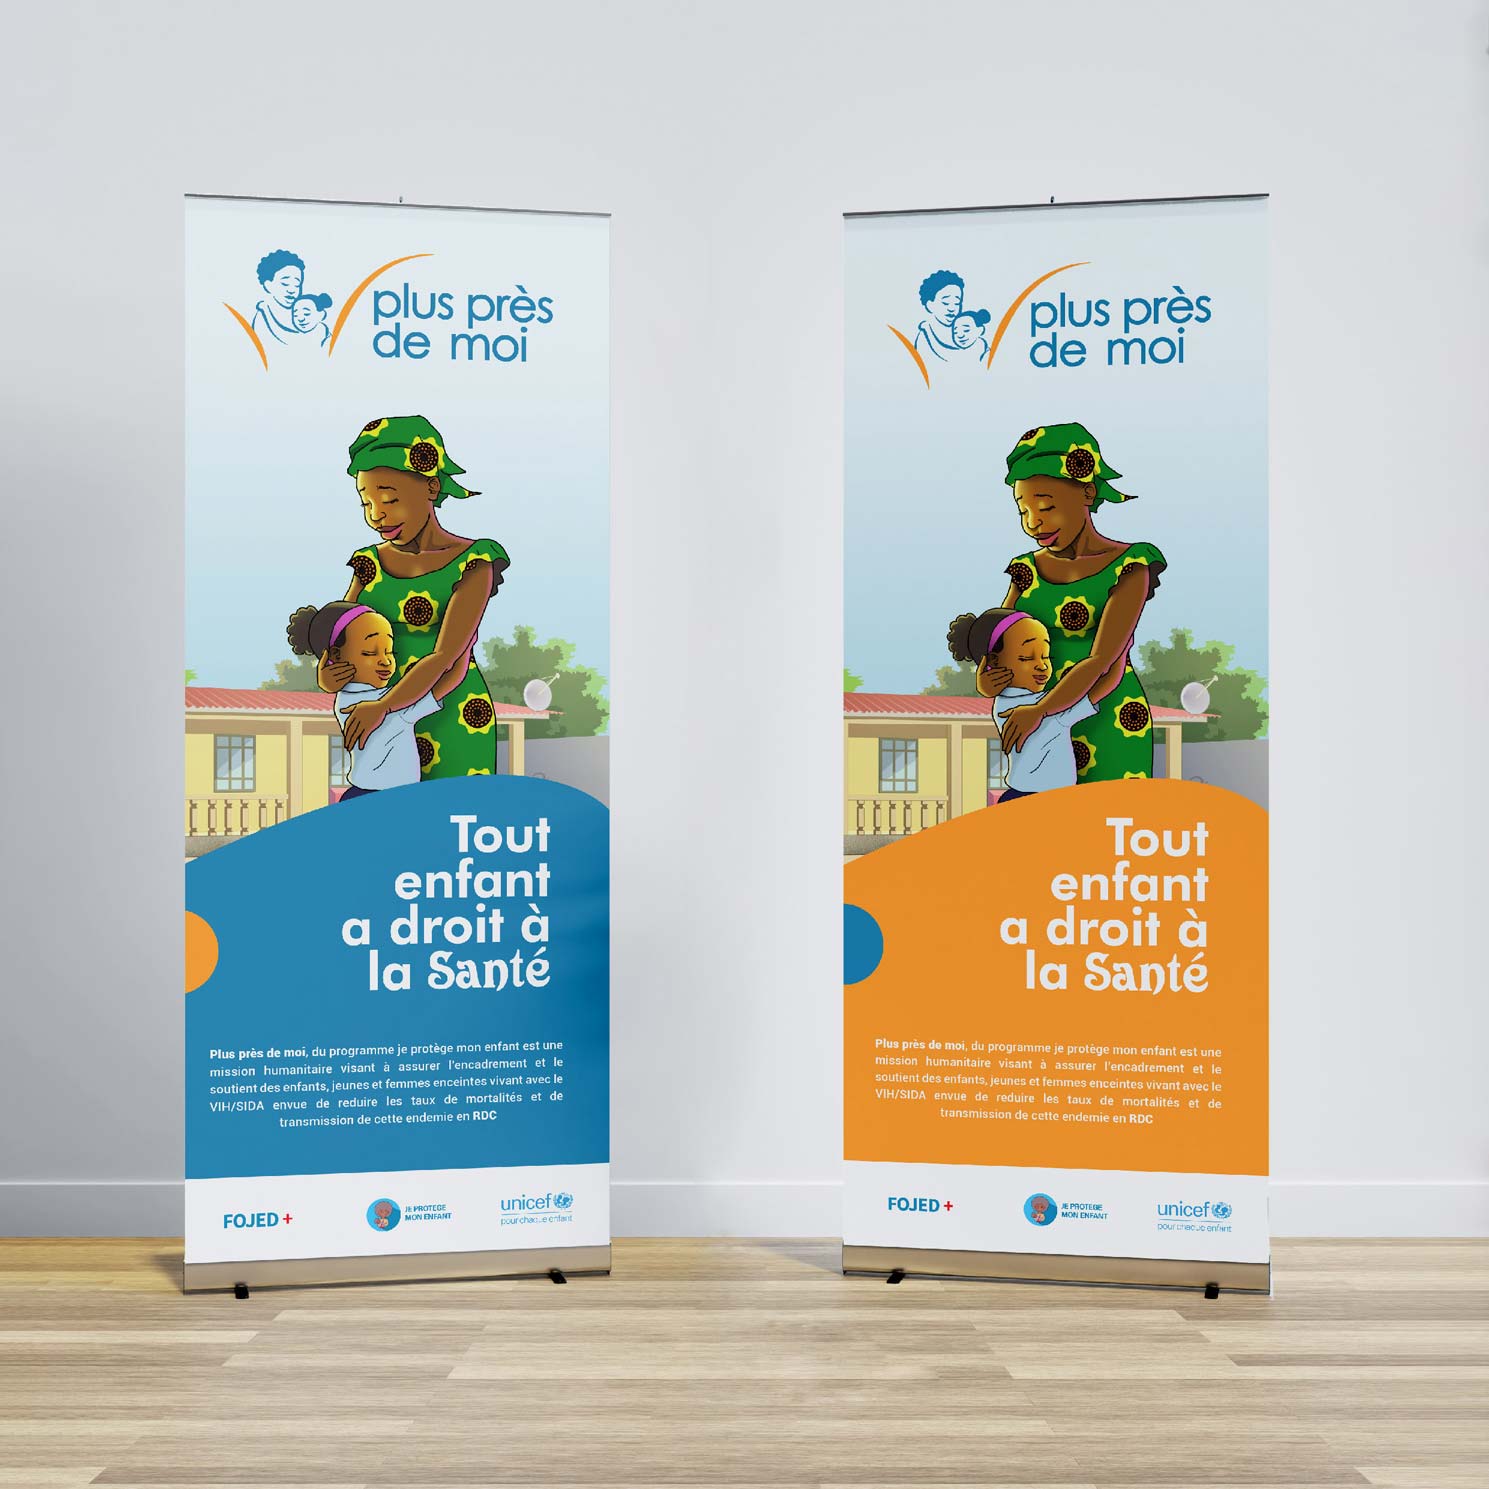 plus près
de moi
Tout
enfant
a droit à
la Santé
Plus près de moi, du programme je protège mon enfant est une
mission humanitaire visant à assurer l'encadrement et le
soutient des enfants, jeunes et femmes enceintes vivant avec le
VIH/SIDA envue de reduire les taux de mortalités et de
transmission de cette endemie en RDC
FOJED +
JE PROTEGE
MON ENFANT
unicef
pour chaque enfant
plus près
de moi
Tout
enfant
a droit à
la Santé
Plus près de moi, du programme je protège mon enfant est une
mission humanitaire visant à assurer l'encadrement et le
soutient des enfants, jeunes et femmes enceintes vivant avec le
VIH/SIDA envue de reduire les taux de mortalités et de
transmission de cette endemie en RDC
FOJED +
JE PROTEGE
MON ENFANT
unicef
pour chaque enfant